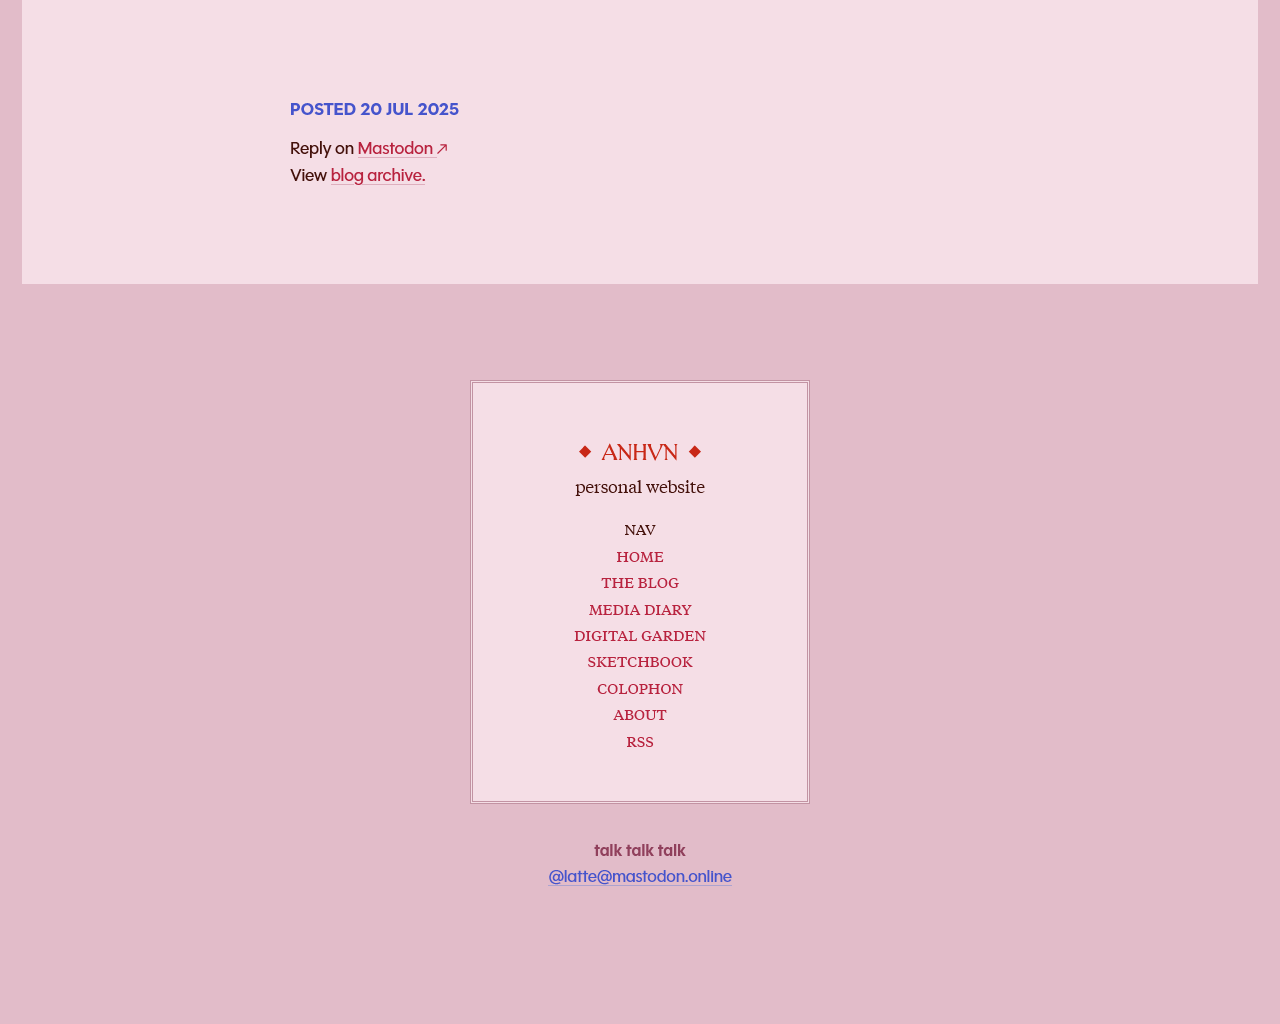 POSTED 20 JUL 2025
Reply on Mastodon ↗
View blog archive.
◆ ANHVN ◆
personal website
NAV
HOME
THE BLOG
MEDIA DIARY
DIGITAL GARDEN
SKETCHBOOK
COLOPHON
ABOUT
RSS
talk talk talk
@latte@mastodon.online